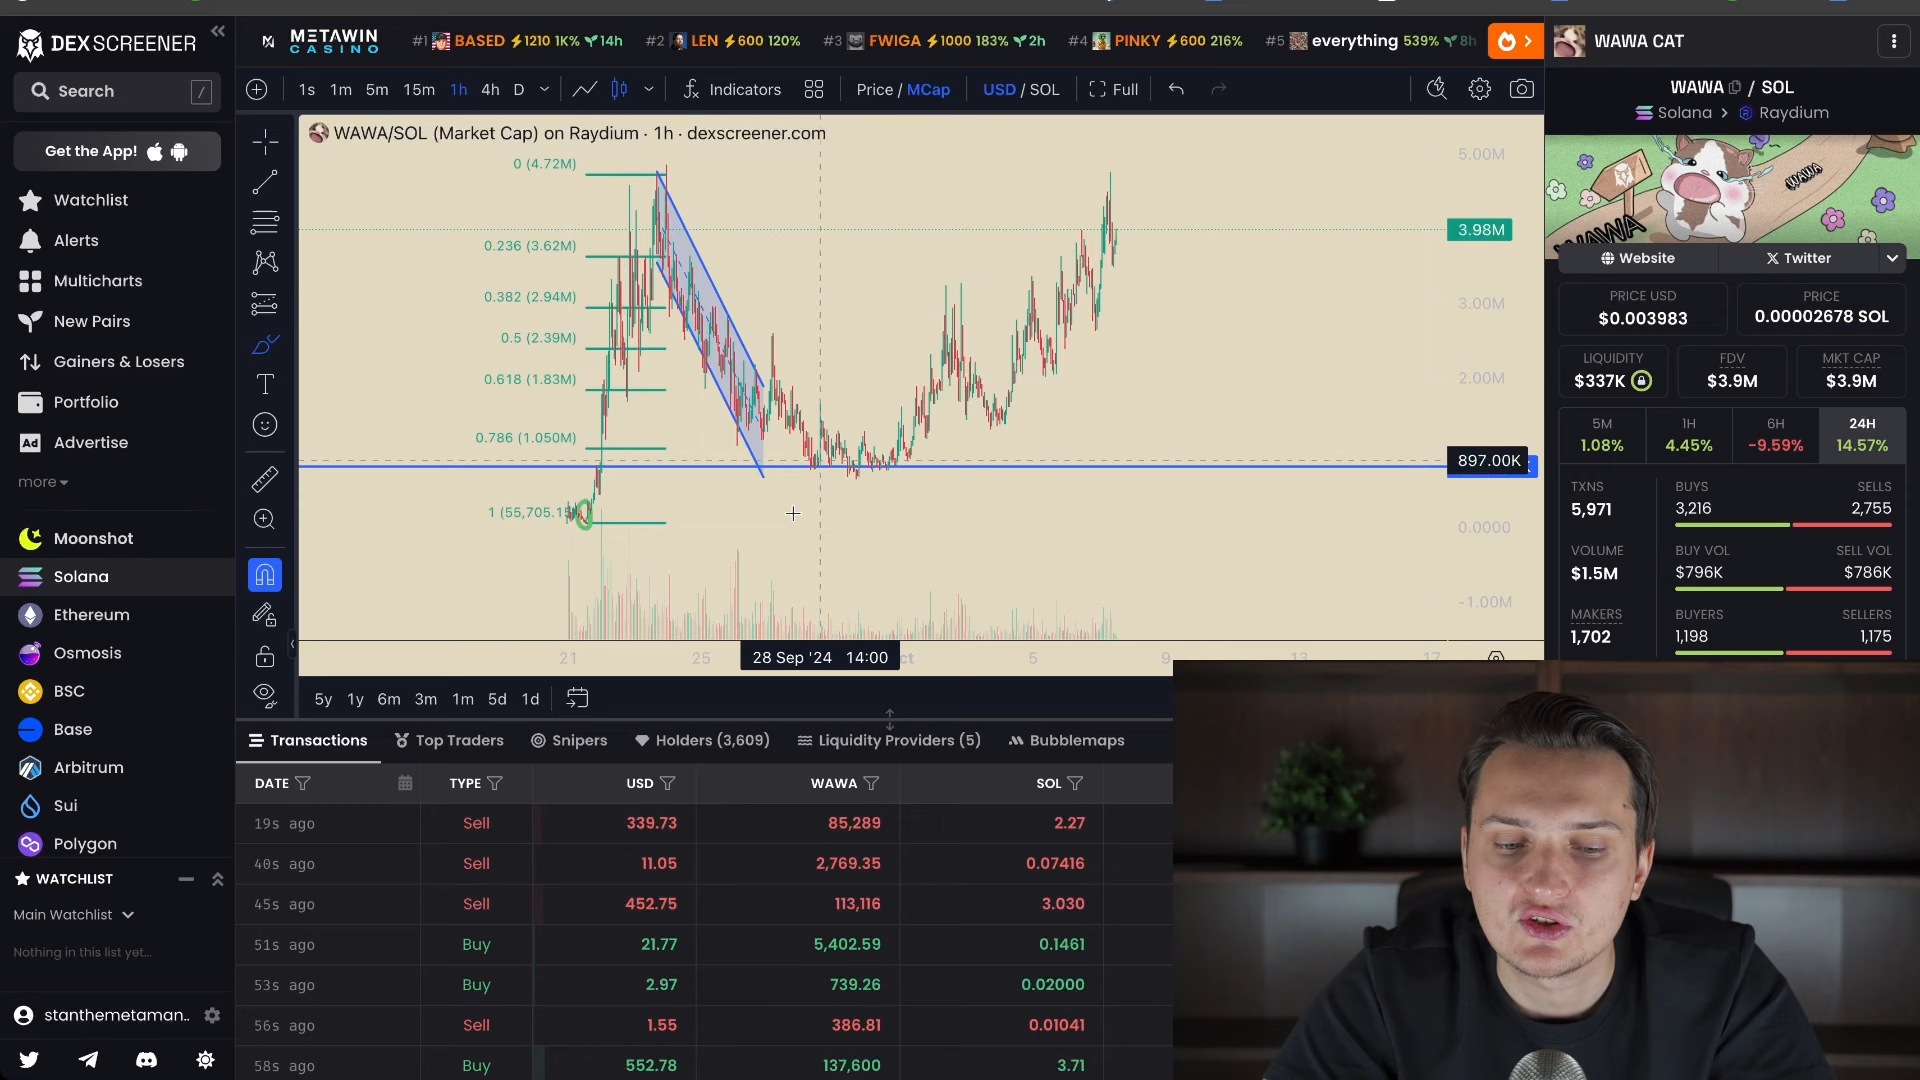 DEX SCREENER
Search /
Get the App!
Watchlist
Alerts
Multicharts
New Pairs
Gainers & Losers
Portfolio
Ad Advertise
more
Moonshot
Solana
Ethereum
Osmosis
BSC
Base
Arbitrum
Sui
Polygon
WATCHLIST
Main Watchlist
Nothing in this list yet...
stanthemetaman..
METAWIN CASINO
#1 BASED 1210 1K% 14h
#2 LEN 600 120%
#3 FWIGA 1000 183% 2h
#4 PINKY 600 216%
#5 everything 539% 8h
1s 1m 5m 15m 1h 4h D
Indicators
Price / MCap
USD / SOL
Full
WAWA/SOL (Market Cap) on Raydium · 1h · dexscreener.com
0 (4.72M)
0.236 (3.62M)
0.382 (2.94M)
0.5 (2.39M)
0.618 (1.83M)
0.786 (1.050M)
1 (55,705.15
5.00M
3.98M
3.00M
2.00M
897.00K
0.0000
-1.00M
21 25 28 Sep '24 14:00 ct 5 9 13 17
5y 1y 6m 3m 1m 5d 1d
Transactions
Top Traders
Snipers
Holders (3,609)
Liquidity Providers (5)
Bubblemaps
DATE TYPE USD WAWA SOL
19s ago Sell 339.73 85,289 2.27
40s ago Sell 11.05 2,769.35 0.07416
45s ago Sell 452.75 113,116 3.030
51s ago Buy 21.77 5,402.59 0.1461
53s ago Buy 2.97 739.26 0.02000
56s ago Sell 1.55 386.81 0.01041
58s ago Buy 552.78 137,600 3.71
WAWA CAT
WAWA / SOL
Solana > Raydium
WAWA
WAWA
Website
Twitter
PRICE USD
$0.003983
PRICE
0.00002678 SOL
LIQUIDITY
$337K
FDV
$3.9M
MKT CAP
$3.9M
5M 1H 6H 24H
1.08% 4.45% -9.59% 14.57%
TXNS
5,971
BUYS
3,216
SELLS
2,755
VOLUME
$1.5M
BUY VOL
$796K
SELL VOL
$786K
MAKERS
1,702
BUYERS
1,198
SELLERS
1,175